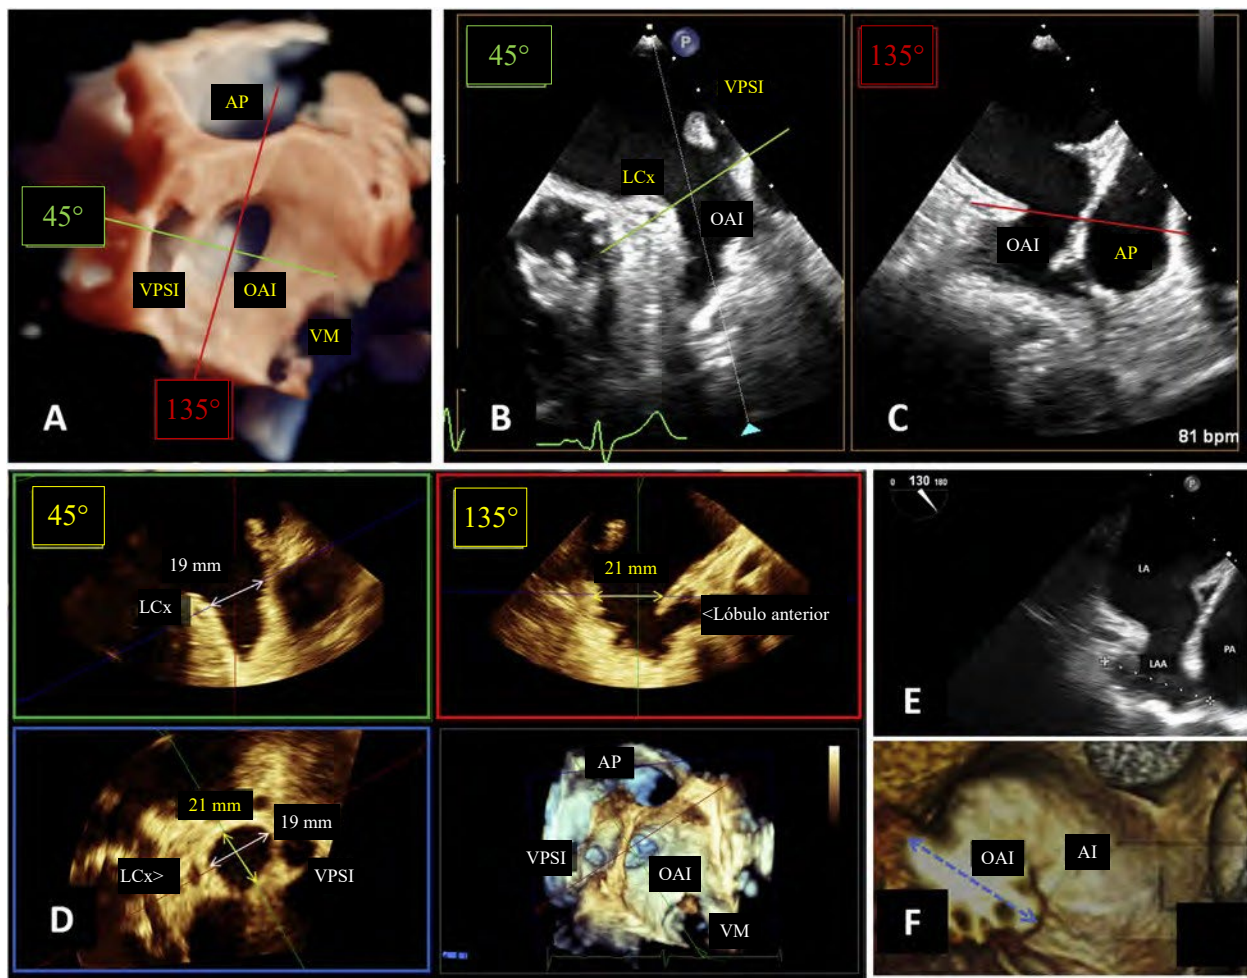 AP
45°
VPSI
OAI
VM
135°
A
45°
P
VPSI
LCx
OAI
B
135°
OAI
AP
C
81 bpm
45°
19 mm
LCx
135°
21 mm
<Lóbulo anterior
0 130 180
P
LA
LAA
PA
E
21 mm
19 mm
LCx>
VPSI
D
AP
VPSI
OAI
VM
OAI
AI
F